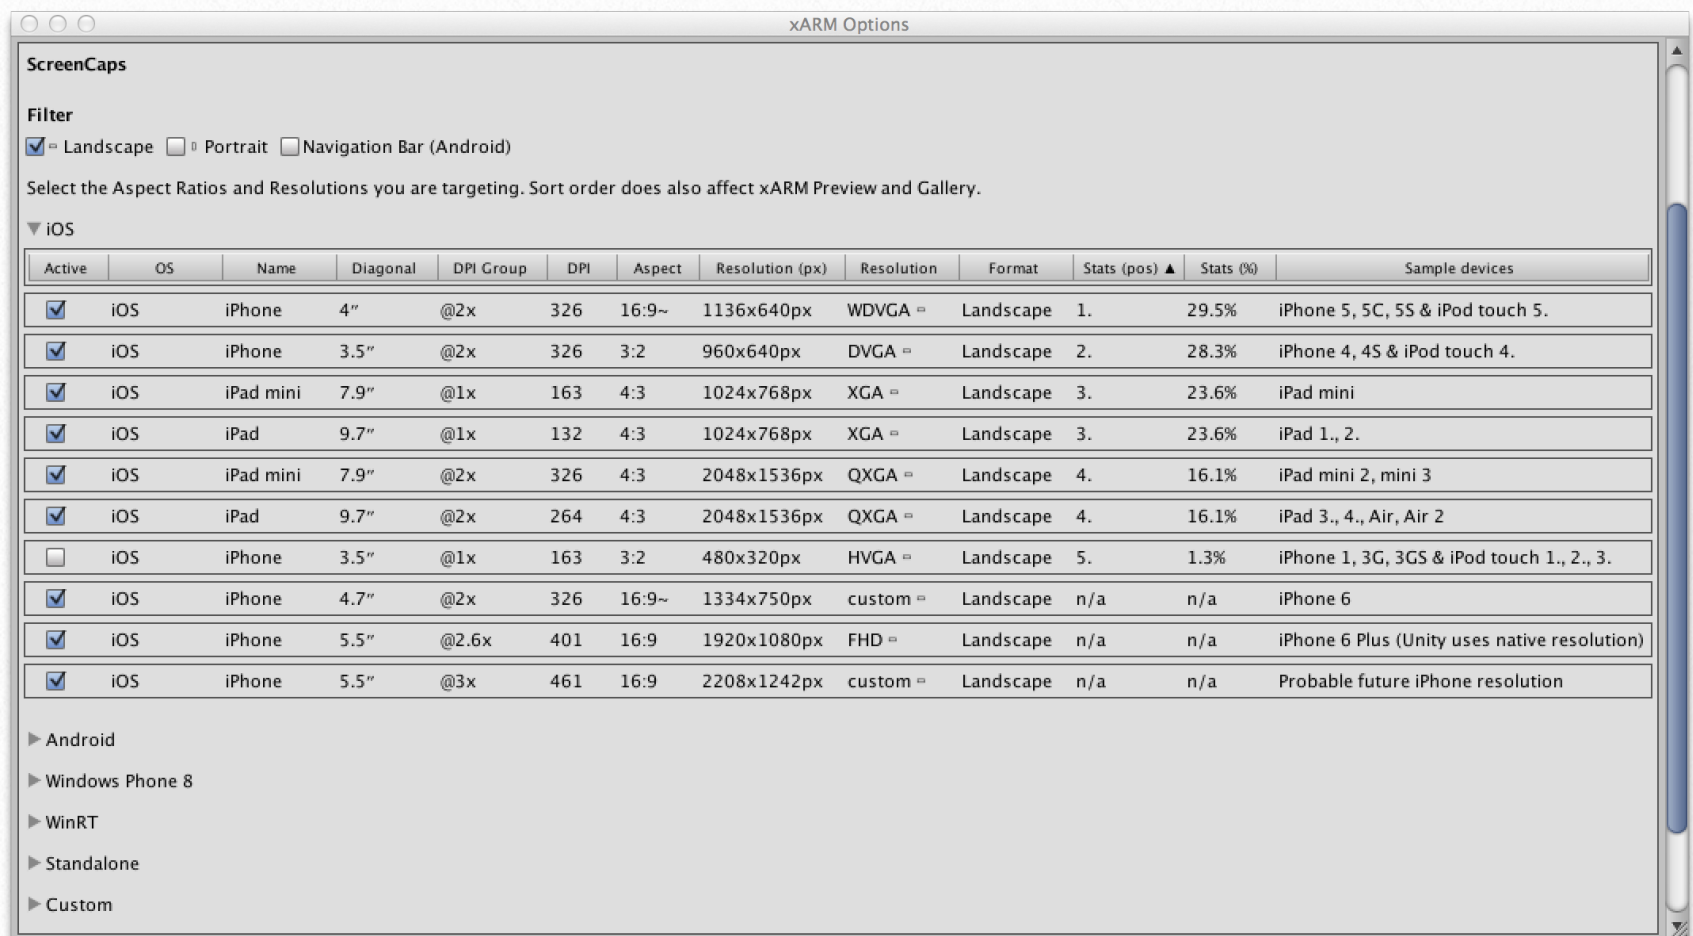 xARM Options
ScreenCaps
Filter
Landscape Portrait Navigation Bar (Android)
Select the Aspect Ratios and Resolutions you are targeting. Sort order does also affect xARM Preview and Gallery.
iOS
Active OS Name Diagonal DPI Group DPI Aspect Resolution (px) Resolution Format Stats (pos) ▲ Stats (%) Sample devices
iOS iPhone 4″ @2x 326 16:9~ 1136x640px WDVGA Landscape 1. 29.5% iPhone 5, 5C, 5S & iPod touch 5.
iOS iPhone 3.5″ @2x 326 3:2 960x640px DVGA Landscape 2. 28.3% iPhone 4, 4S & iPod touch 4.
iOS iPad mini 7.9″ @1x 163 4:3 1024x768px XGA Landscape 3. 23.6% iPad mini
iOS iPad 9.7″ @1x 132 4:3 1024x768px XGA Landscape 3. 23.6% iPad 1., 2.
iOS iPad mini 7.9″ @2x 326 4:3 2048x1536px QXGA Landscape 4. 16.1% iPad mini 2, mini 3
iOS iPad 9.7″ @2x 264 4:3 2048x1536px QXGA Landscape 4. 16.1% iPad 3., 4., Air, Air 2
iOS iPhone 3.5″ @1x 163 3:2 480x320px HVGA Landscape 5. 1.3% iPhone 1, 3G, 3GS & iPod touch 1., 2., 3.
iOS iPhone 4.7″ @2x 326 16:9~ 1334x750px custom Landscape n/a n/a iPhone 6
iOS iPhone 5.5″ @2.6x 401 16:9 1920x1080px FHD Landscape n/a n/a iPhone 6 Plus (Unity uses native resolution)
iOS iPhone 5.5″ @3x 461 16:9 2208x1242px custom Landscape n/a n/a Probable future iPhone resolution
Android
Windows Phone 8
WinRT
Standalone
Custom